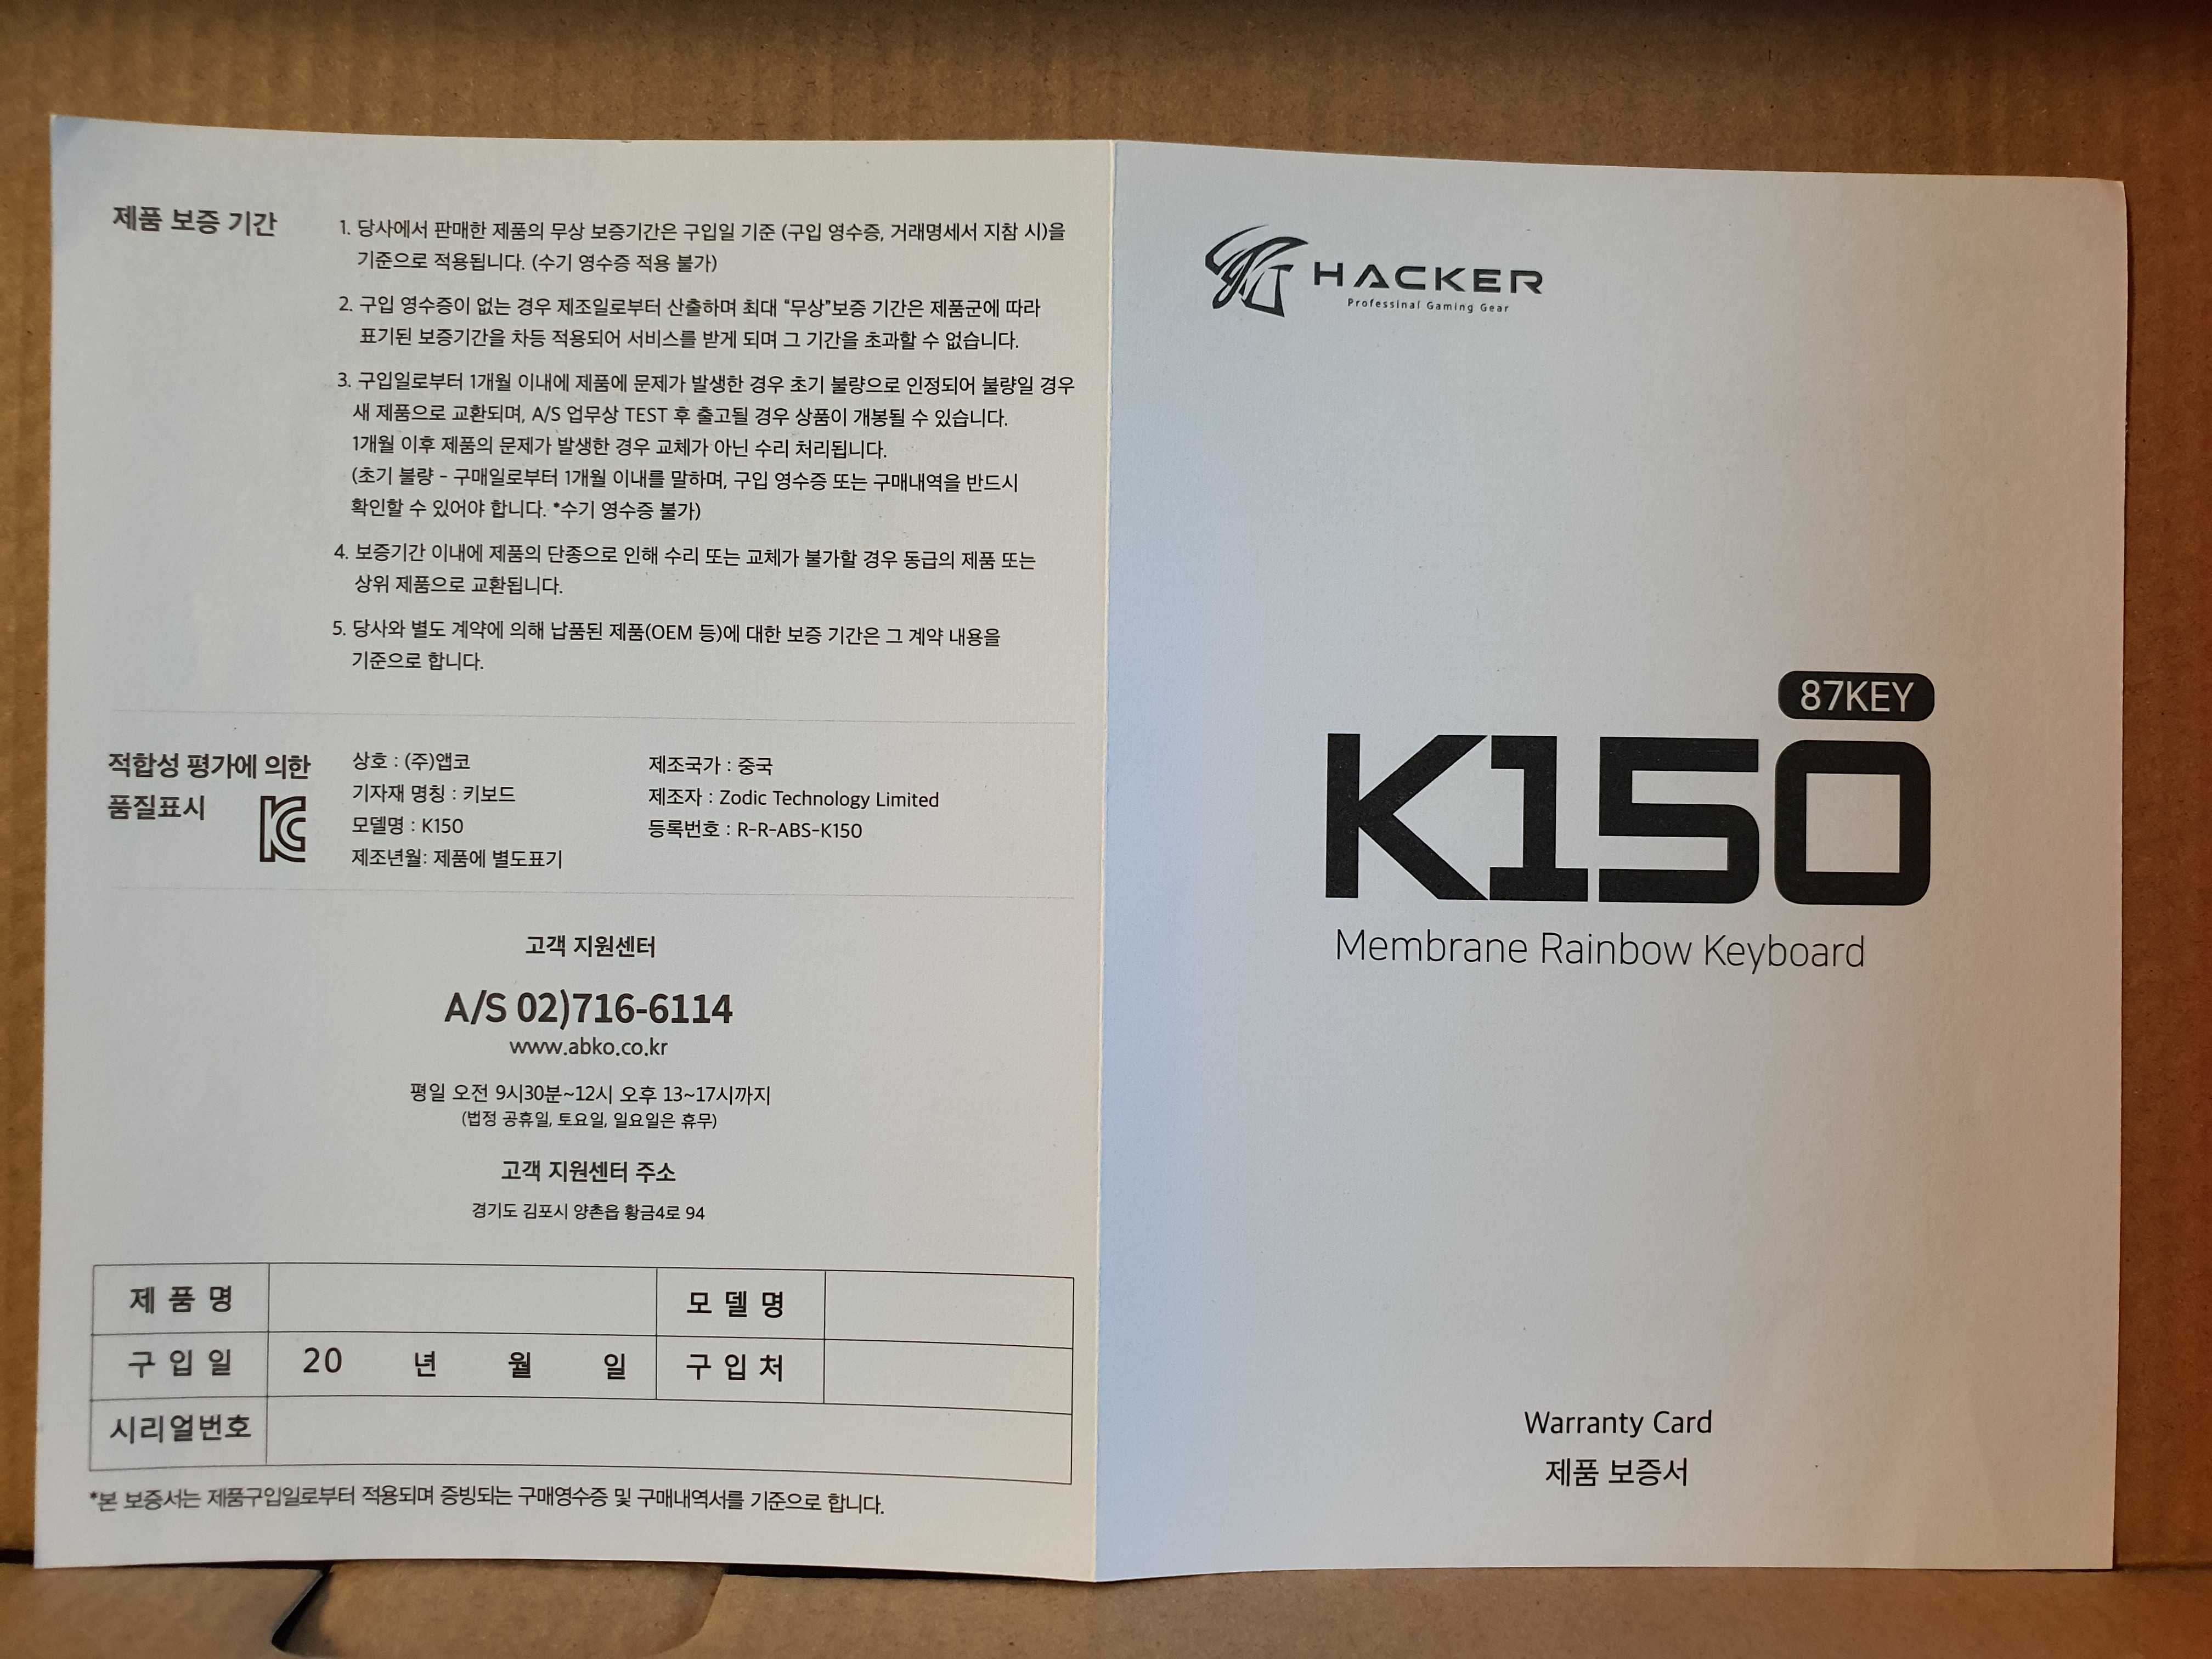 제품 보증 기간
1. 당사에서 판매한 제품의 무상 보증기간은 구입일 기준 (구입 영수증, 거래명세서 지참 시)을
기준으로 적용됩니다. (수기 영수증 적용 불가)
2. 구입 영수증이 없는 경우 제조일로부터 산출하며 최대 “무상”보증 기간은 제품군에 따라
표기된 보증기간을 차등 적용되어 서비스를 받게 되며 그 기간을 초과할 수 없습니다.
3. 구입일로부터 1개월 이내에 제품에 문제가 발생한 경우 초기 불량으로 인정되어 불량일 경우
새 제품으로 교환되며, A/S 업무상 TEST 후 출고될 경우 상품이 개봉될 수 있습니다.
1개월 이후 제품의 문제가 발생한 경우 교체가 아닌 수리 처리됩니다.
(초기 불량 - 구매일로부터 1개월 이내를 말하며, 구입 영수증 또는 구매내역을 반드시
확인할 수 있어야 합니다. *수기 영수증 불가)
4. 보증기간 이내에 제품의 단종으로 인해 수리 또는 교체가 불가할 경우 동급의 제품 또는
상위 제품으로 교환됩니다.
5. 당사와 별도 계약에 의해 납품된 제품(OEM 등)에 대한 보증 기간은 그 계약 내용을
기준으로 합니다.
적합성 평가에 의한
품질표시
KC
상호 : (주)앱코
기자재 명칭 : 키보드
모델명 : K150
제조년월: 제품에 별도표기
제조국가 : 중국
제조자 : Zodic Technology Limited
등록번호 : R-R-ABS-K150
고객 지원센터
A/S 02)716-6114
www.abko.co.kr
평일 오전 9시30분~12시 오후 13~17시까지
(법정 공휴일, 토요일, 일요일은 휴무)
고객 지원센터 주소
경기도 김포시 양촌읍 황금4로 94
제 품 명 모 델 명
구 입 일 20 년 월 일 구 입 처
시리얼번호
*본 보증서는 제품구입일로부터 적용되며 증빙되는 구매영수증 및 구매내역서를 기준으로 합니다.
HACKER
Professinal Gaming Gear
87KEY
K150
Membrane Rainbow Keyboard
Warranty Card
제품 보증서